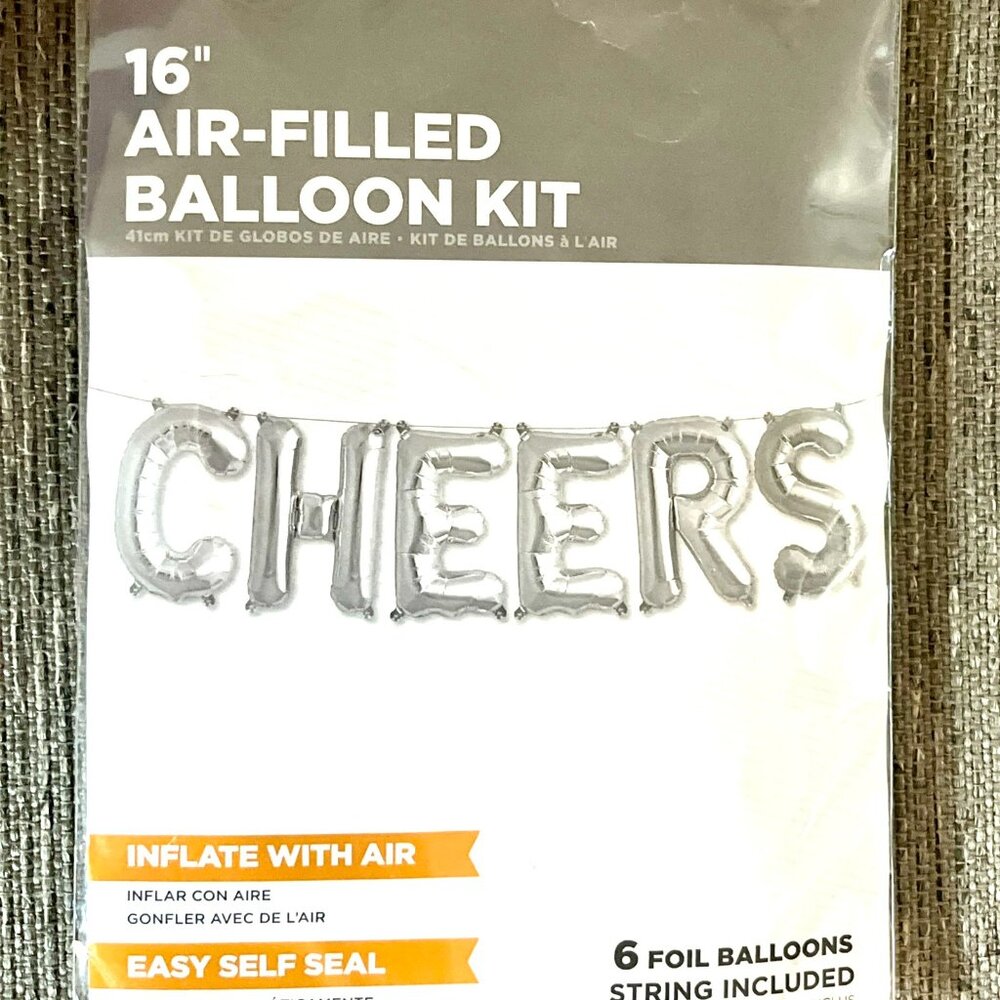 16"
AIR-FILLED
BALLOON KIT
41cm KIT DE GLOBOS DE AIRE • KIT DE BALLONS à L'AIR
CHEERS
INFLATE WITH AIR
INFLAR CON AIRE
GONFLER AVEC DE L'AIR
EASY SELF SEAL
6 FOIL BALLOONS
STRING INCLUDED